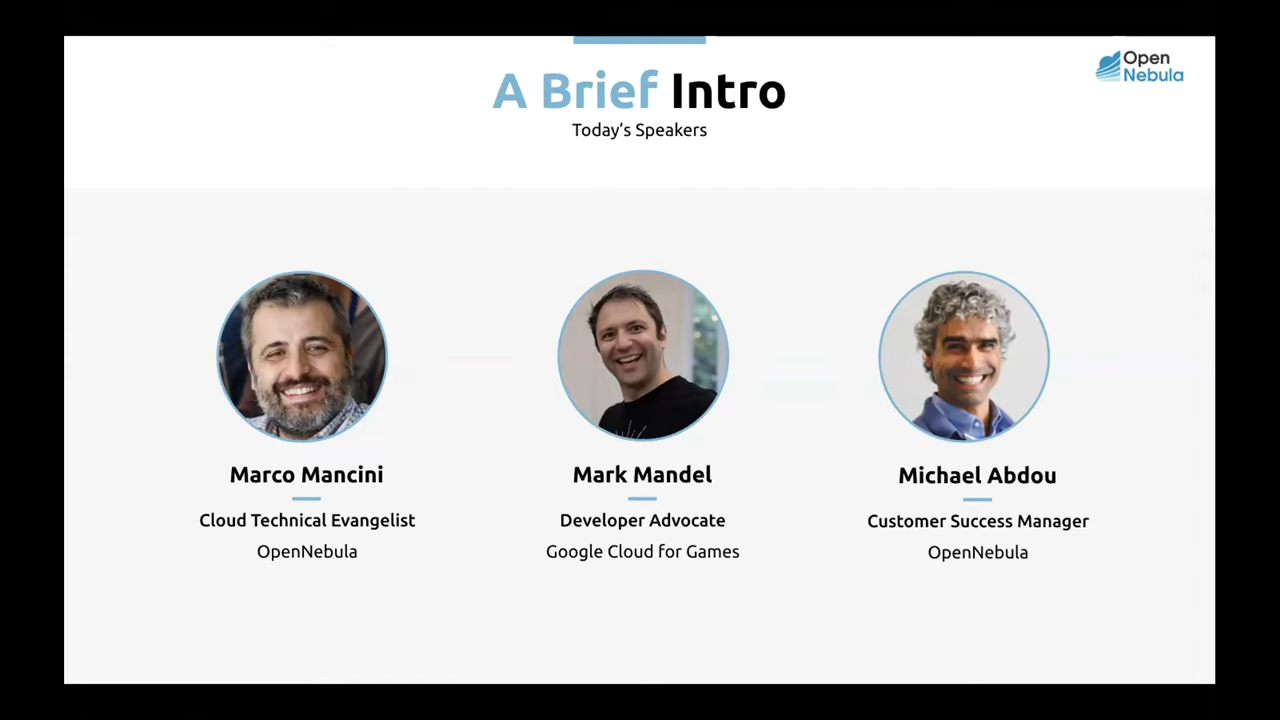 Open
Nebula
A Brief Intro
Today's Speakers
Marco Mancini
Cloud Technical Evangelist
OpenNebula
Mark Mandel
Developer Advocate
Google Cloud for Games
Michael Abdou
Customer Success Manager
OpenNebula